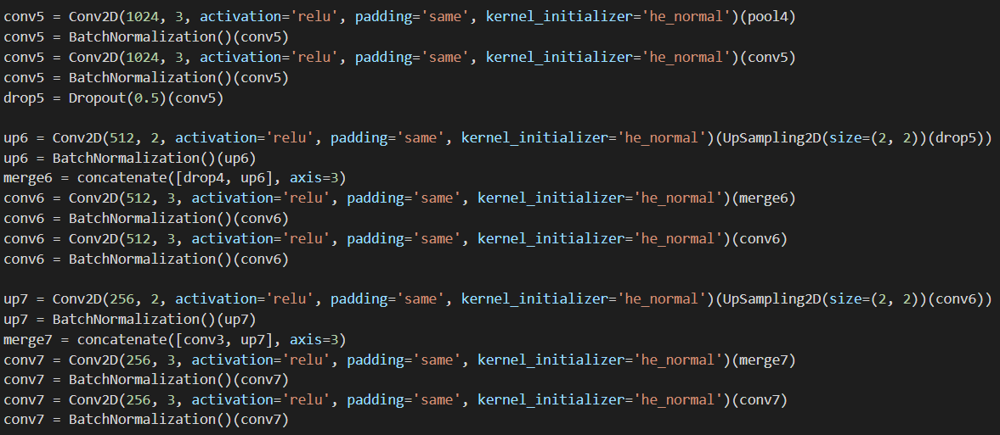 conv5 = Conv2D(1024, 3, activation='relu', padding='same', kernel_initializer='he_normal')(pool4)
conv5 = BatchNormalization()(conv5)
conv5 = Conv2D(1024, 3, activation='relu', padding='same', kernel_initializer='he_normal')(conv5)
conv5 = BatchNormalization()(conv5)
drop5 = Dropout(0.5)(conv5)

up6 = Conv2D(512, 2, activation='relu', padding='same', kernel_initializer='he_normal')(UpSampling2D(size=(2, 2))(drop5))
up6 = BatchNormalization()(up6)
merge6 = concatenate([drop4, up6], axis=3)
conv6 = Conv2D(512, 3, activation='relu', padding='same', kernel_initializer='he_normal')(merge6)
conv6 = BatchNormalization()(conv6)
conv6 = Conv2D(512, 3, activation='relu', padding='same', kernel_initializer='he_normal')(conv6)
conv6 = BatchNormalization()(conv6)

up7 = Conv2D(256, 2, activation='relu', padding='same', kernel_initializer='he_normal')(UpSampling2D(size=(2, 2))(conv6))
up7 = BatchNormalization()(up7)
merge7 = concatenate([conv3, up7], axis=3)
conv7 = Conv2D(256, 3, activation='relu', padding='same', kernel_initializer='he_normal')(merge7)
conv7 = BatchNormalization()(conv7)
conv7 = Conv2D(256, 3, activation='relu', padding='same', kernel_initializer='he_normal')(conv7)
conv7 = BatchNormalization()(conv7)